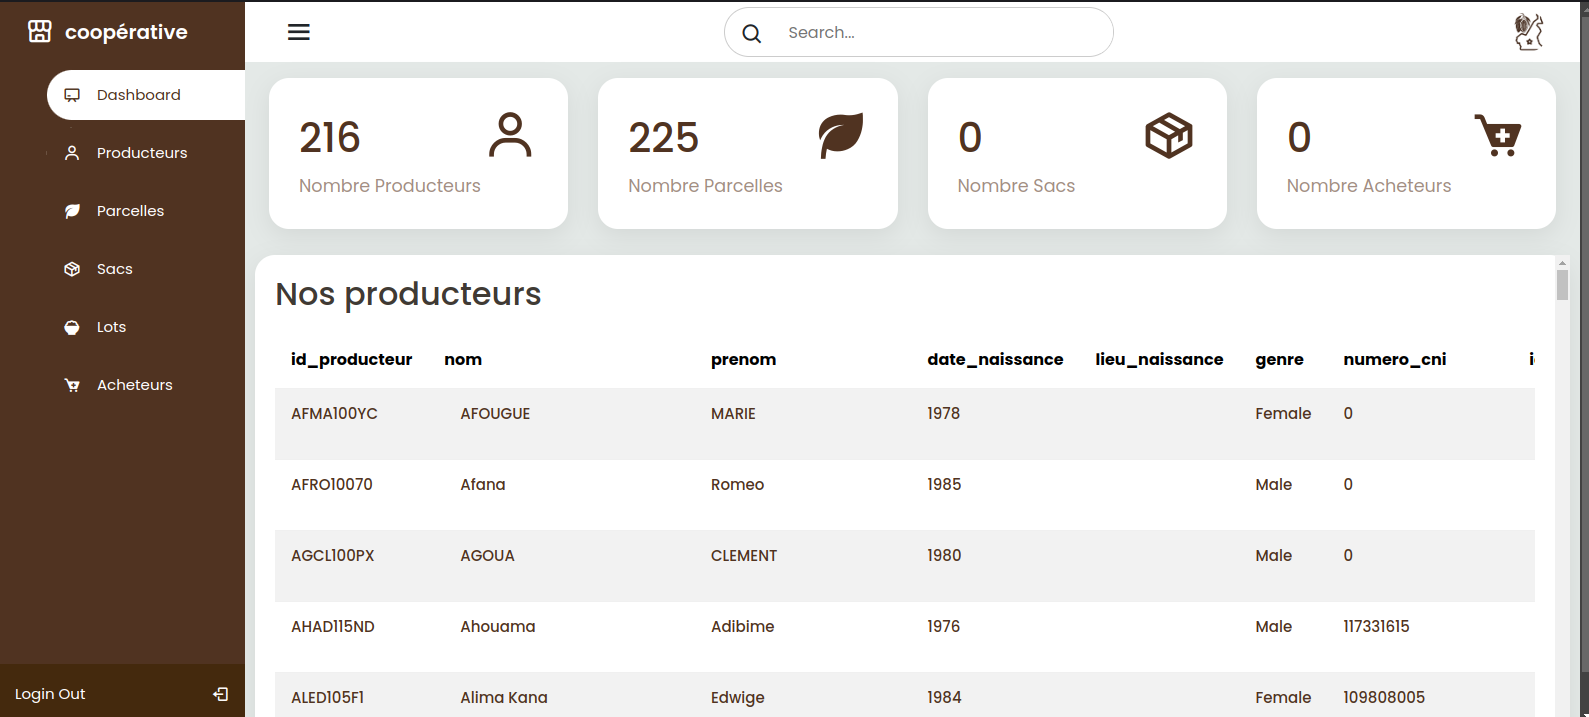 coopérative
Search...
Dashboard
Producteurs
Parcelles
Sacs
Lots
Acheteurs
Login Out
216
Nombre Producteurs
225
Nombre Parcelles
0
Nombre Sacs
0
Nombre Acheteurs
Nos producteurs
id_producteur nom prenom date_naissance lieu_naissance genre numero_cni
AFMA100YC AFOUGUE MARIE 1978 Female 0
AFRO10070 Afana Romeo 1985 Male 0
AGCL100PX AGOUA CLEMENT 1980 Male 0
AHAD115ND Ahouama Adibime 1976 Male 117331615
ALED105F1 Alima Kana Edwige 1984 Female 109808005